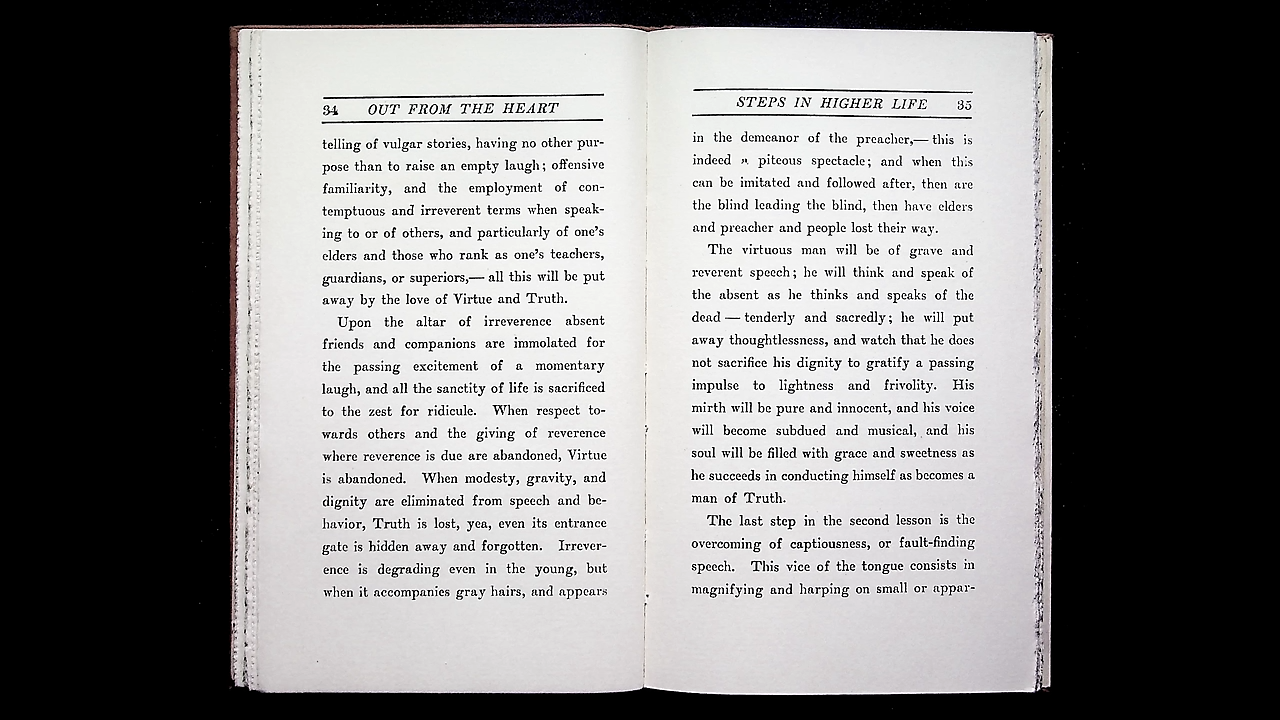 34 OUT FROM THE HEART
telling of vulgar stories, having no other pur-
pose than to raise an empty laugh; offensive
familiarity, and the employment of con-
temptuous and irreverent terms when speak-
ing to or of others, and particularly of one's
elders and those who rank as one's teachers,
guardians, or superiors,— all this will be put
away by the love of Virtue and Truth.
Upon the altar of irreverence absent
friends and companions are immolated for
the passing excitement of a momentary
laugh, and all the sanctity of life is sacrificed
to the zest for ridicule. When respect to-
wards others and the giving of reverence
where reverence is due are abandoned, Virtue
is abandoned. When modesty, gravity, and
dignity are eliminated from speech and be-
havior, Truth is lost, yea, even its entrance
gate is hidden away and forgotten. Irrever-
ence is degrading even in the young, but
when it accompanies gray hairs, and appears
STEPS IN HIGHER LIFE 35
in the demeanor of the preacher,— this is
indeed a piteous spectacle; and when this
can be imitated and followed after, then are
the blind leading the blind, then have elders
and preacher and people lost their way.
The virtuous man will be of grave and
reverent speech; he will think and speak of
the absent as he thinks and speaks of the
dead — tenderly and sacredly; he will put
away thoughtlessness, and watch that he does
not sacrifice his dignity to gratify a passing
impulse to lightness and frivolity. His
mirth will be pure and innocent, and his voice
will become subdued and musical, and his
soul will be filled with grace and sweetness as
he succeeds in conducting himself as becomes a
man of Truth.
The last step in the second lesson is the
overcoming of captiousness, or fault-finding
speech. This vice of the tongue consists in
magnifying and harping on small or appar-